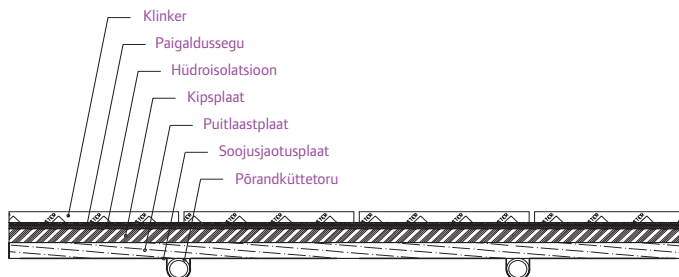 Klinker
Paigaldussegu
Hüdroisolatsioon
Kipsplaat
Puitlaastplaat
Soojusjaotusplaat
Põrandküttetoru